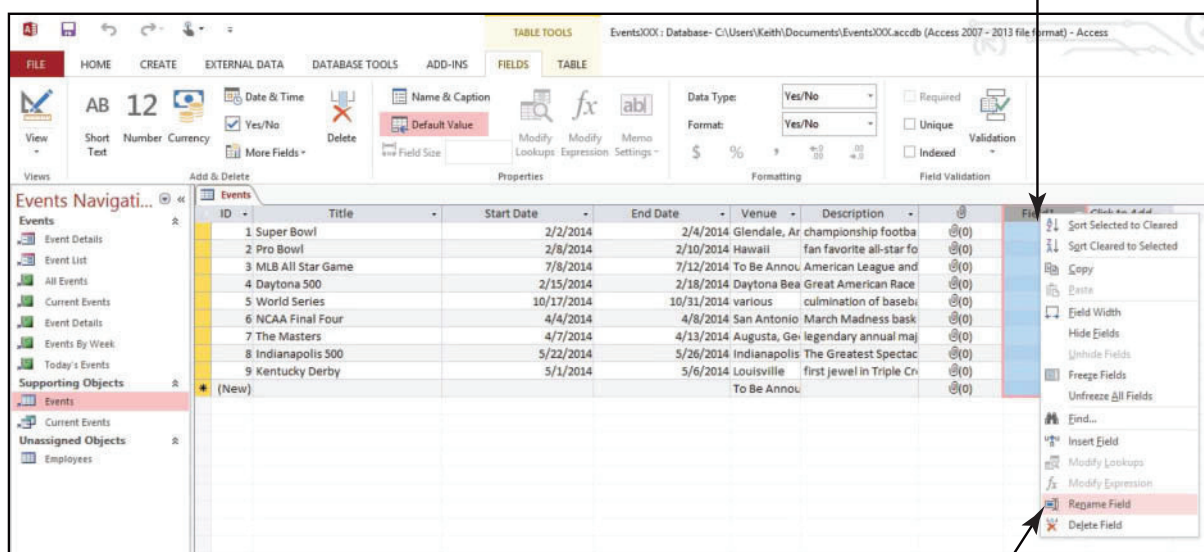 TABLE TOOLS
EventsXXX : Database- C:\Users\Keith\Documents\EventsXXX.accdb (Access 2007 - 2013 file format) - Access
FILE HOME CREATE EXTERNAL DATA DATABASE TOOLS ADD-INS FIELDS TABLE
View
Views
AB Short Text
12 Number
Currency
Date & Time
Yes/No
More Fields
Delete
Add & Delete
Name & Caption
Default Value
Field Size
Modify Lookups
fx Modify Expression
ab| Memo Settings
Properties
Data Type: Yes/No
Format: Yes/No
$ % , .00 .00
Formatting
Required
Unique
Indexed
Validation
Field Validation
Events Navigati...
Events
Event Details
Event List
All Events
Current Events
Event Details
Events By Week
Today's Events
Supporting Objects
Events
Current Events
Unassigned Objects
Employees
Events
ID Title Start Date End Date Venue Description Click to Add
1 Super Bowl 2/2/2014 2/4/2014 Glendale, Ar championship footba (0)
2 Pro Bowl 2/8/2014 2/10/2014 Hawaii fan favorite all-star fo (0)
3 MLB All Star Game 7/8/2014 7/12/2014 To Be Annou American League and (0)
4 Daytona 500 2/15/2014 2/18/2014 Daytona Bea Great American Race (0)
5 World Series 10/17/2014 10/31/2014 various culmination of baseba (0)
6 NCAA Final Four 4/4/2014 4/8/2014 San Antonio March Madness bask (0)
7 The Masters 4/7/2014 4/13/2014 Augusta, Ge legendary annual maj (0)
8 Indianapolis 500 5/22/2014 5/26/2014 Indianapolis The Greatest Spectac (0)
9 Kentucky Derby 5/1/2014 5/6/2014 Louisville first jewel in Triple Cr (0)
* (New) To Be Annou (0)
Sort Selected to Cleared
Sort Cleared to Selected
Copy
Paste
Field Width
Hide Fields
Unhide Fields
Freeze Fields
Unfreeze All Fields
Find...
Insert Field
Modify Lookups
Modify Expression
Rename Field
Delete Field